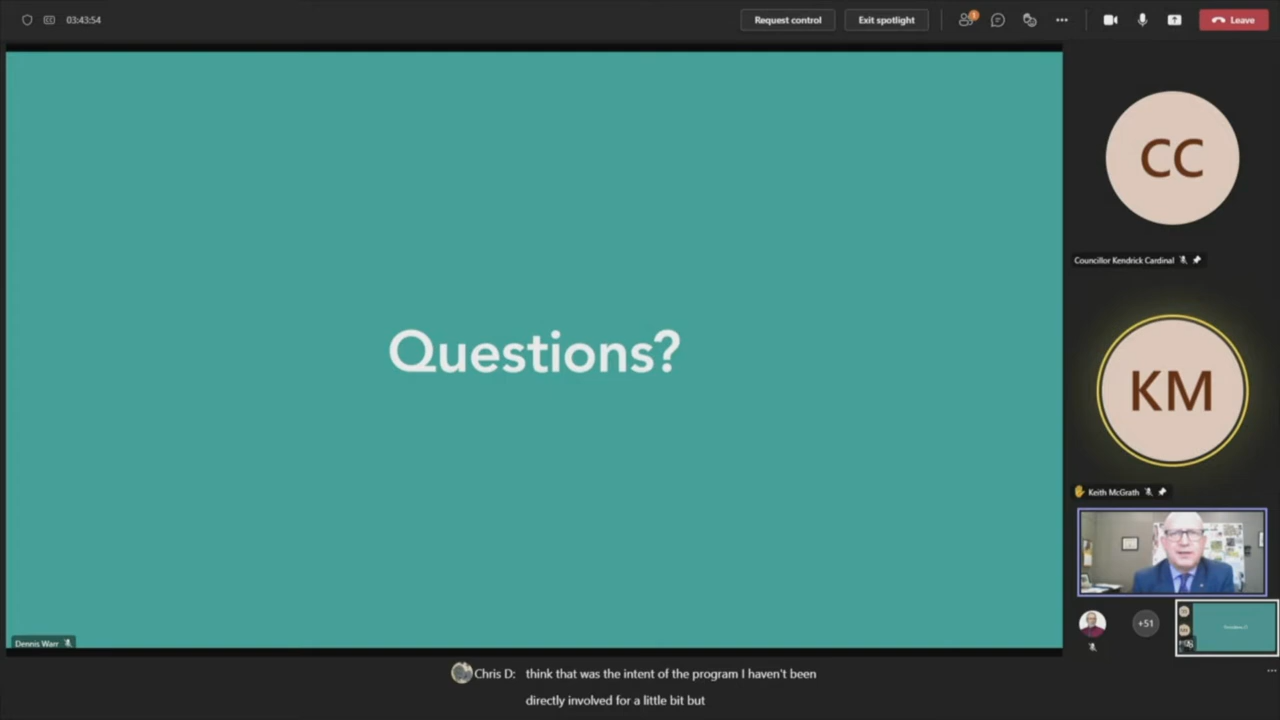 03:43:54
Request control
Exit spotlight
1
Leave
Questions?
CC
Councillor Kendrick Cardinal
KM
Keith McGrath
+51
Dennis Warr
Chris D: think that was the intent of the program I haven't been
directly involved for a little bit but